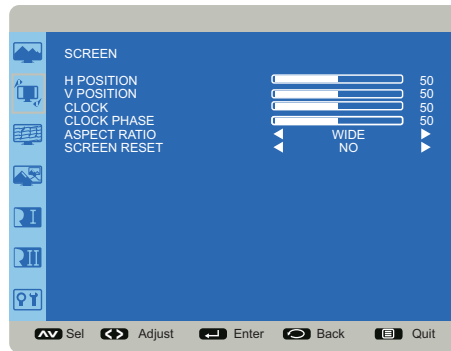 SCREEN
H POSITION 50
V POSITION 50
CLOCK 50
CLOCK PHASE 50
ASPECT RATIO WIDE
SCREEN RESET NO
Sel Adjust Enter Back Quit